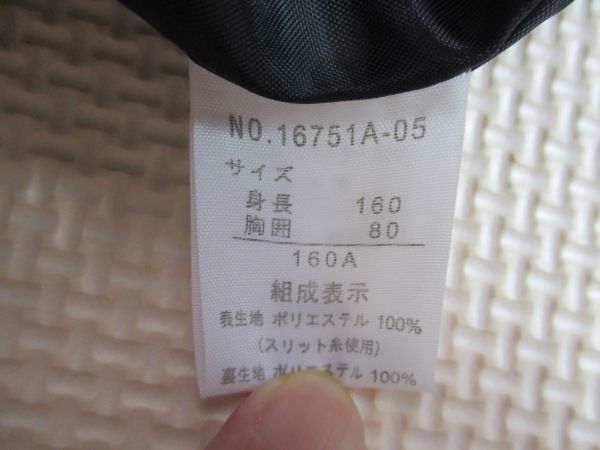 NO.16751A-05
サイズ
身長 160
胸囲 80
160A
組成表示
表生地 ポリエステル 100%
(スリット糸使用)
裏生地 ポリエステル 100%